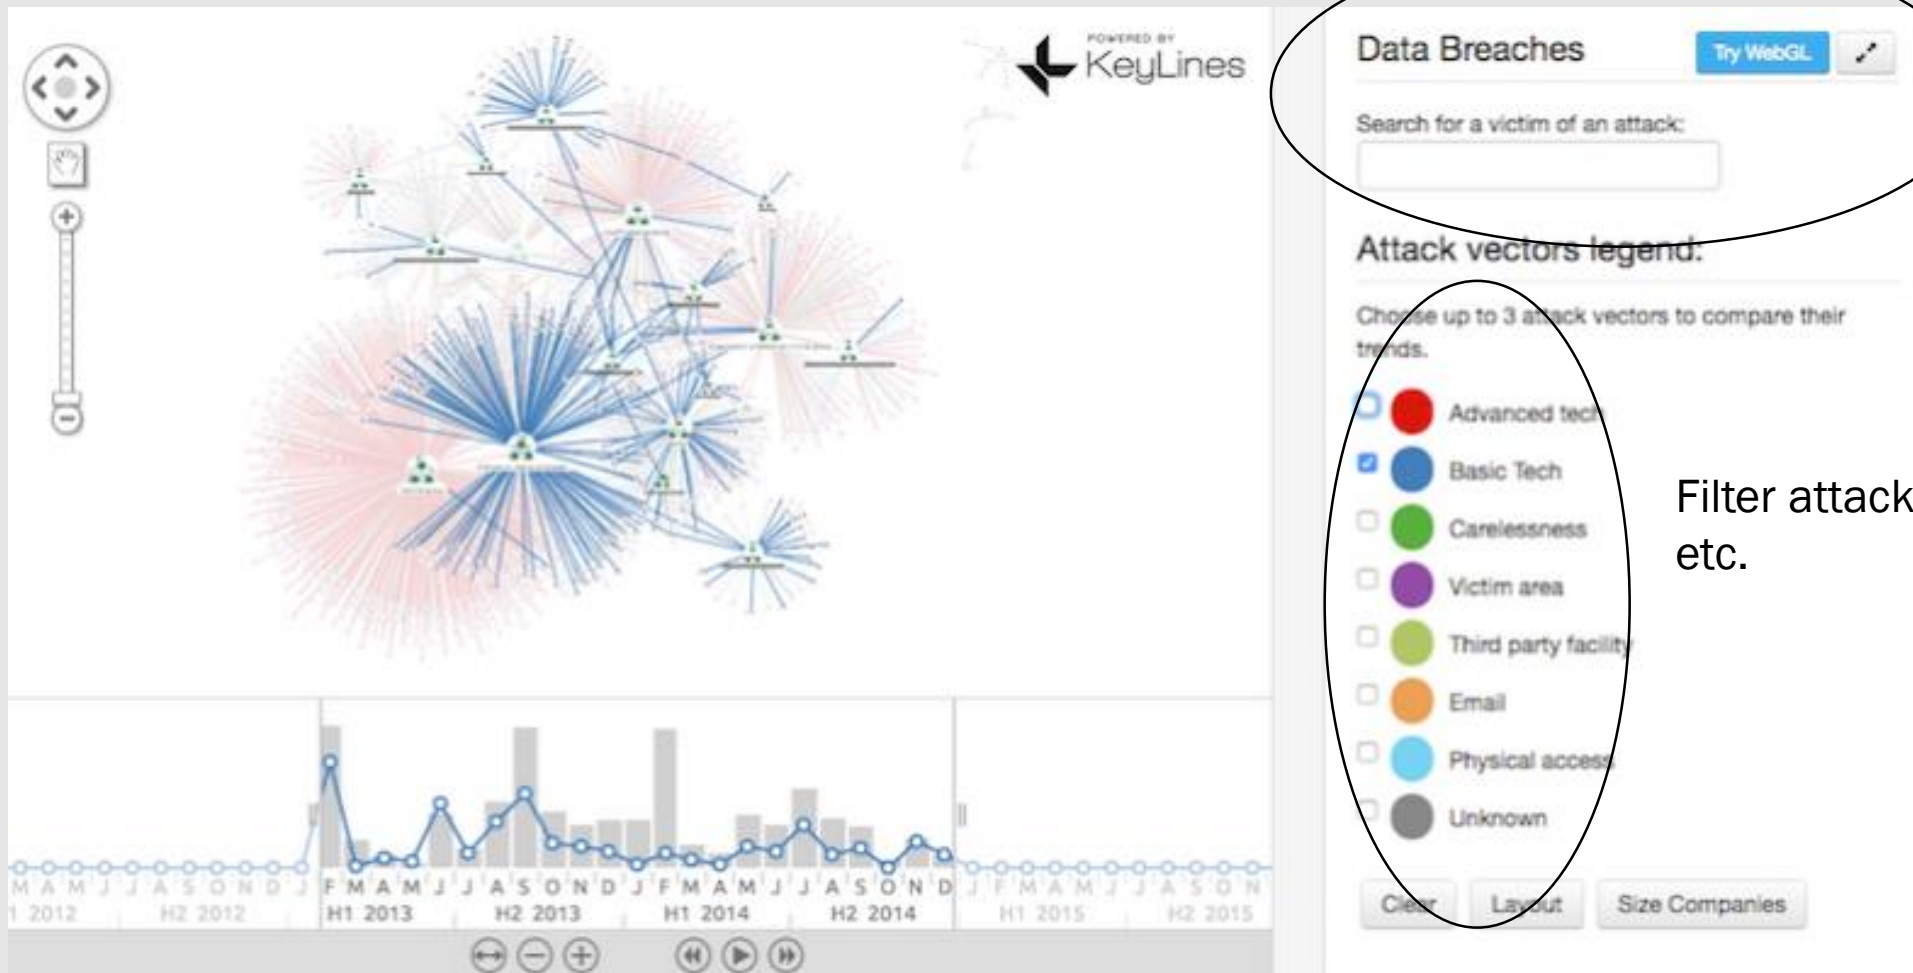 POWERED BY
KeyLines
Data Breaches
Try WebGL
Search for a victim of an attack:
Attack vectors legend:
Choose up to 3 attack vectors to compare their
trends.
Advanced tech
Basic Tech
Carelessness
Victim area
Third party facility
Email
Physical access
Unknown
Filter attack
etc.
Clear
Layout
Size Companies
M A M J J A S O N D J F M A M J J A S O N D J F M A M J J A S O N D J F M A M J J A S O N
1 2012 H2 2012 H1 2013 H2 2013 H1 2014 H2 2014 H1 2015 H2 2015